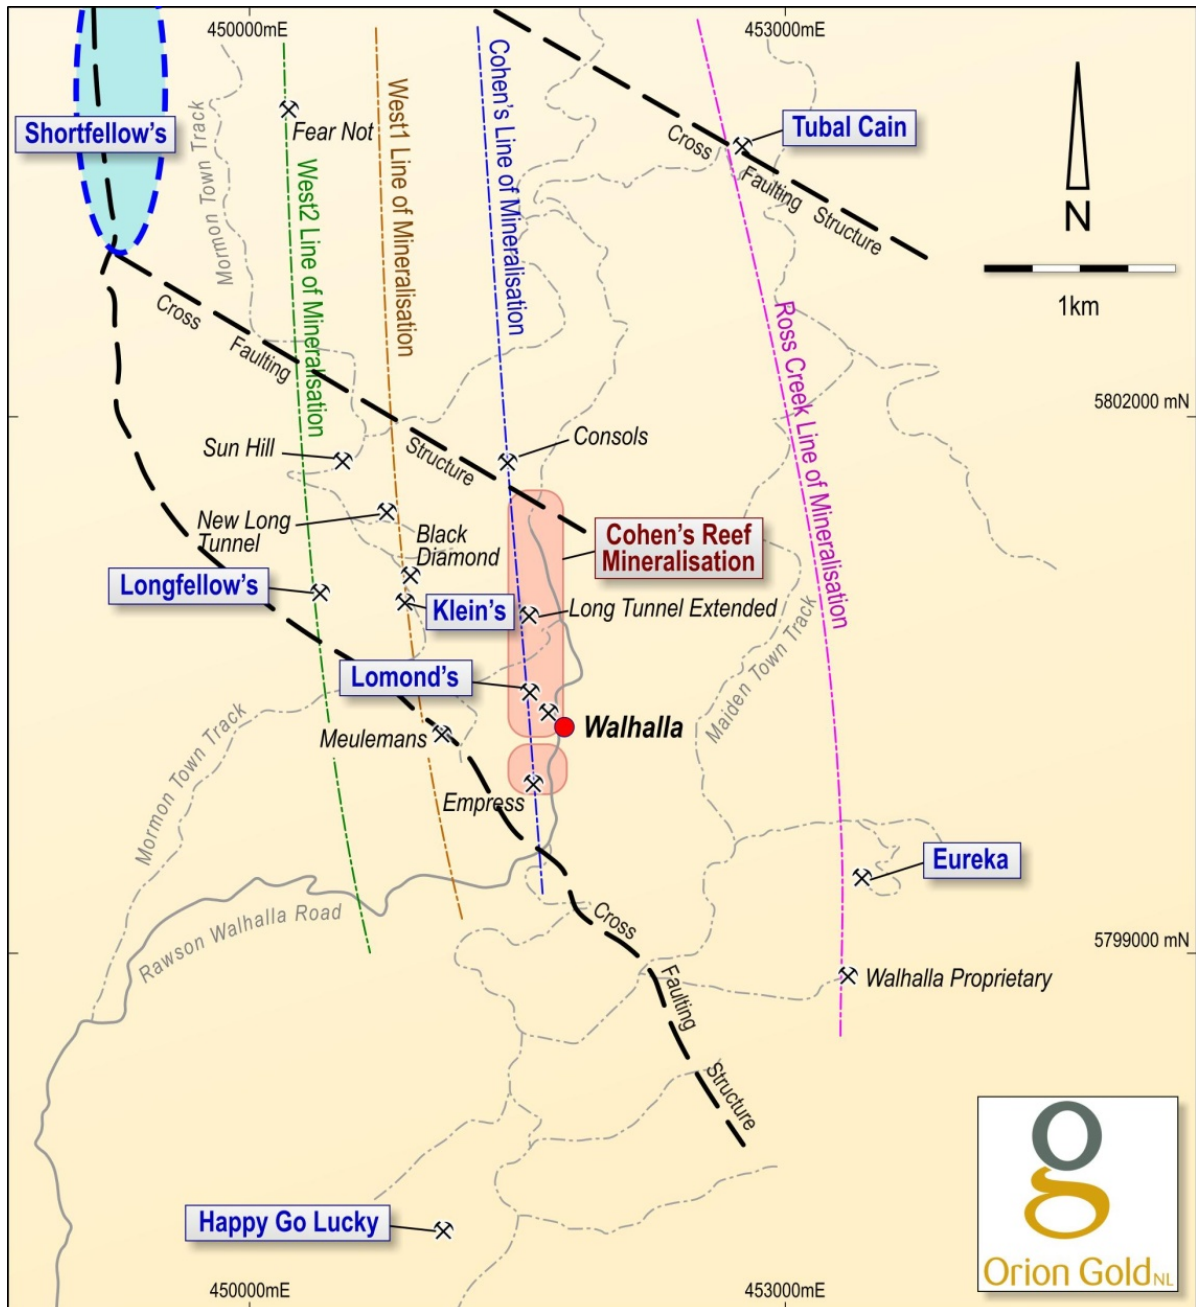 450000mE
453000mE
Shortfellow's
Mormon Town Track
Fear Not
West2 Line of Mineralisation
West1 Line of Mineralisation
Cohen's Line of Mineralisation
Cross
Faulting
Structure
Tubal Cain
N
1km
Ross Creek Line of Mineralisation
Cross
Faulting
Structure
5802000 mN
Sun Hill
Consols
New Long
Tunnel
Black
Diamond
Cohen's Reef
Mineralisation
Longfellow's
Klein's
Long Tunnel Extended
Lomond's
Maiden Town Track
Walhalla
Meulemans
Mormon Town Track
Empress
Eureka
Rawson Walhalla Road
Cross
Faulting
Structure
5799000 mN
Walhalla Proprietary
Happy Go Lucky
g
Orion Gold NL
450000mE
453000mE